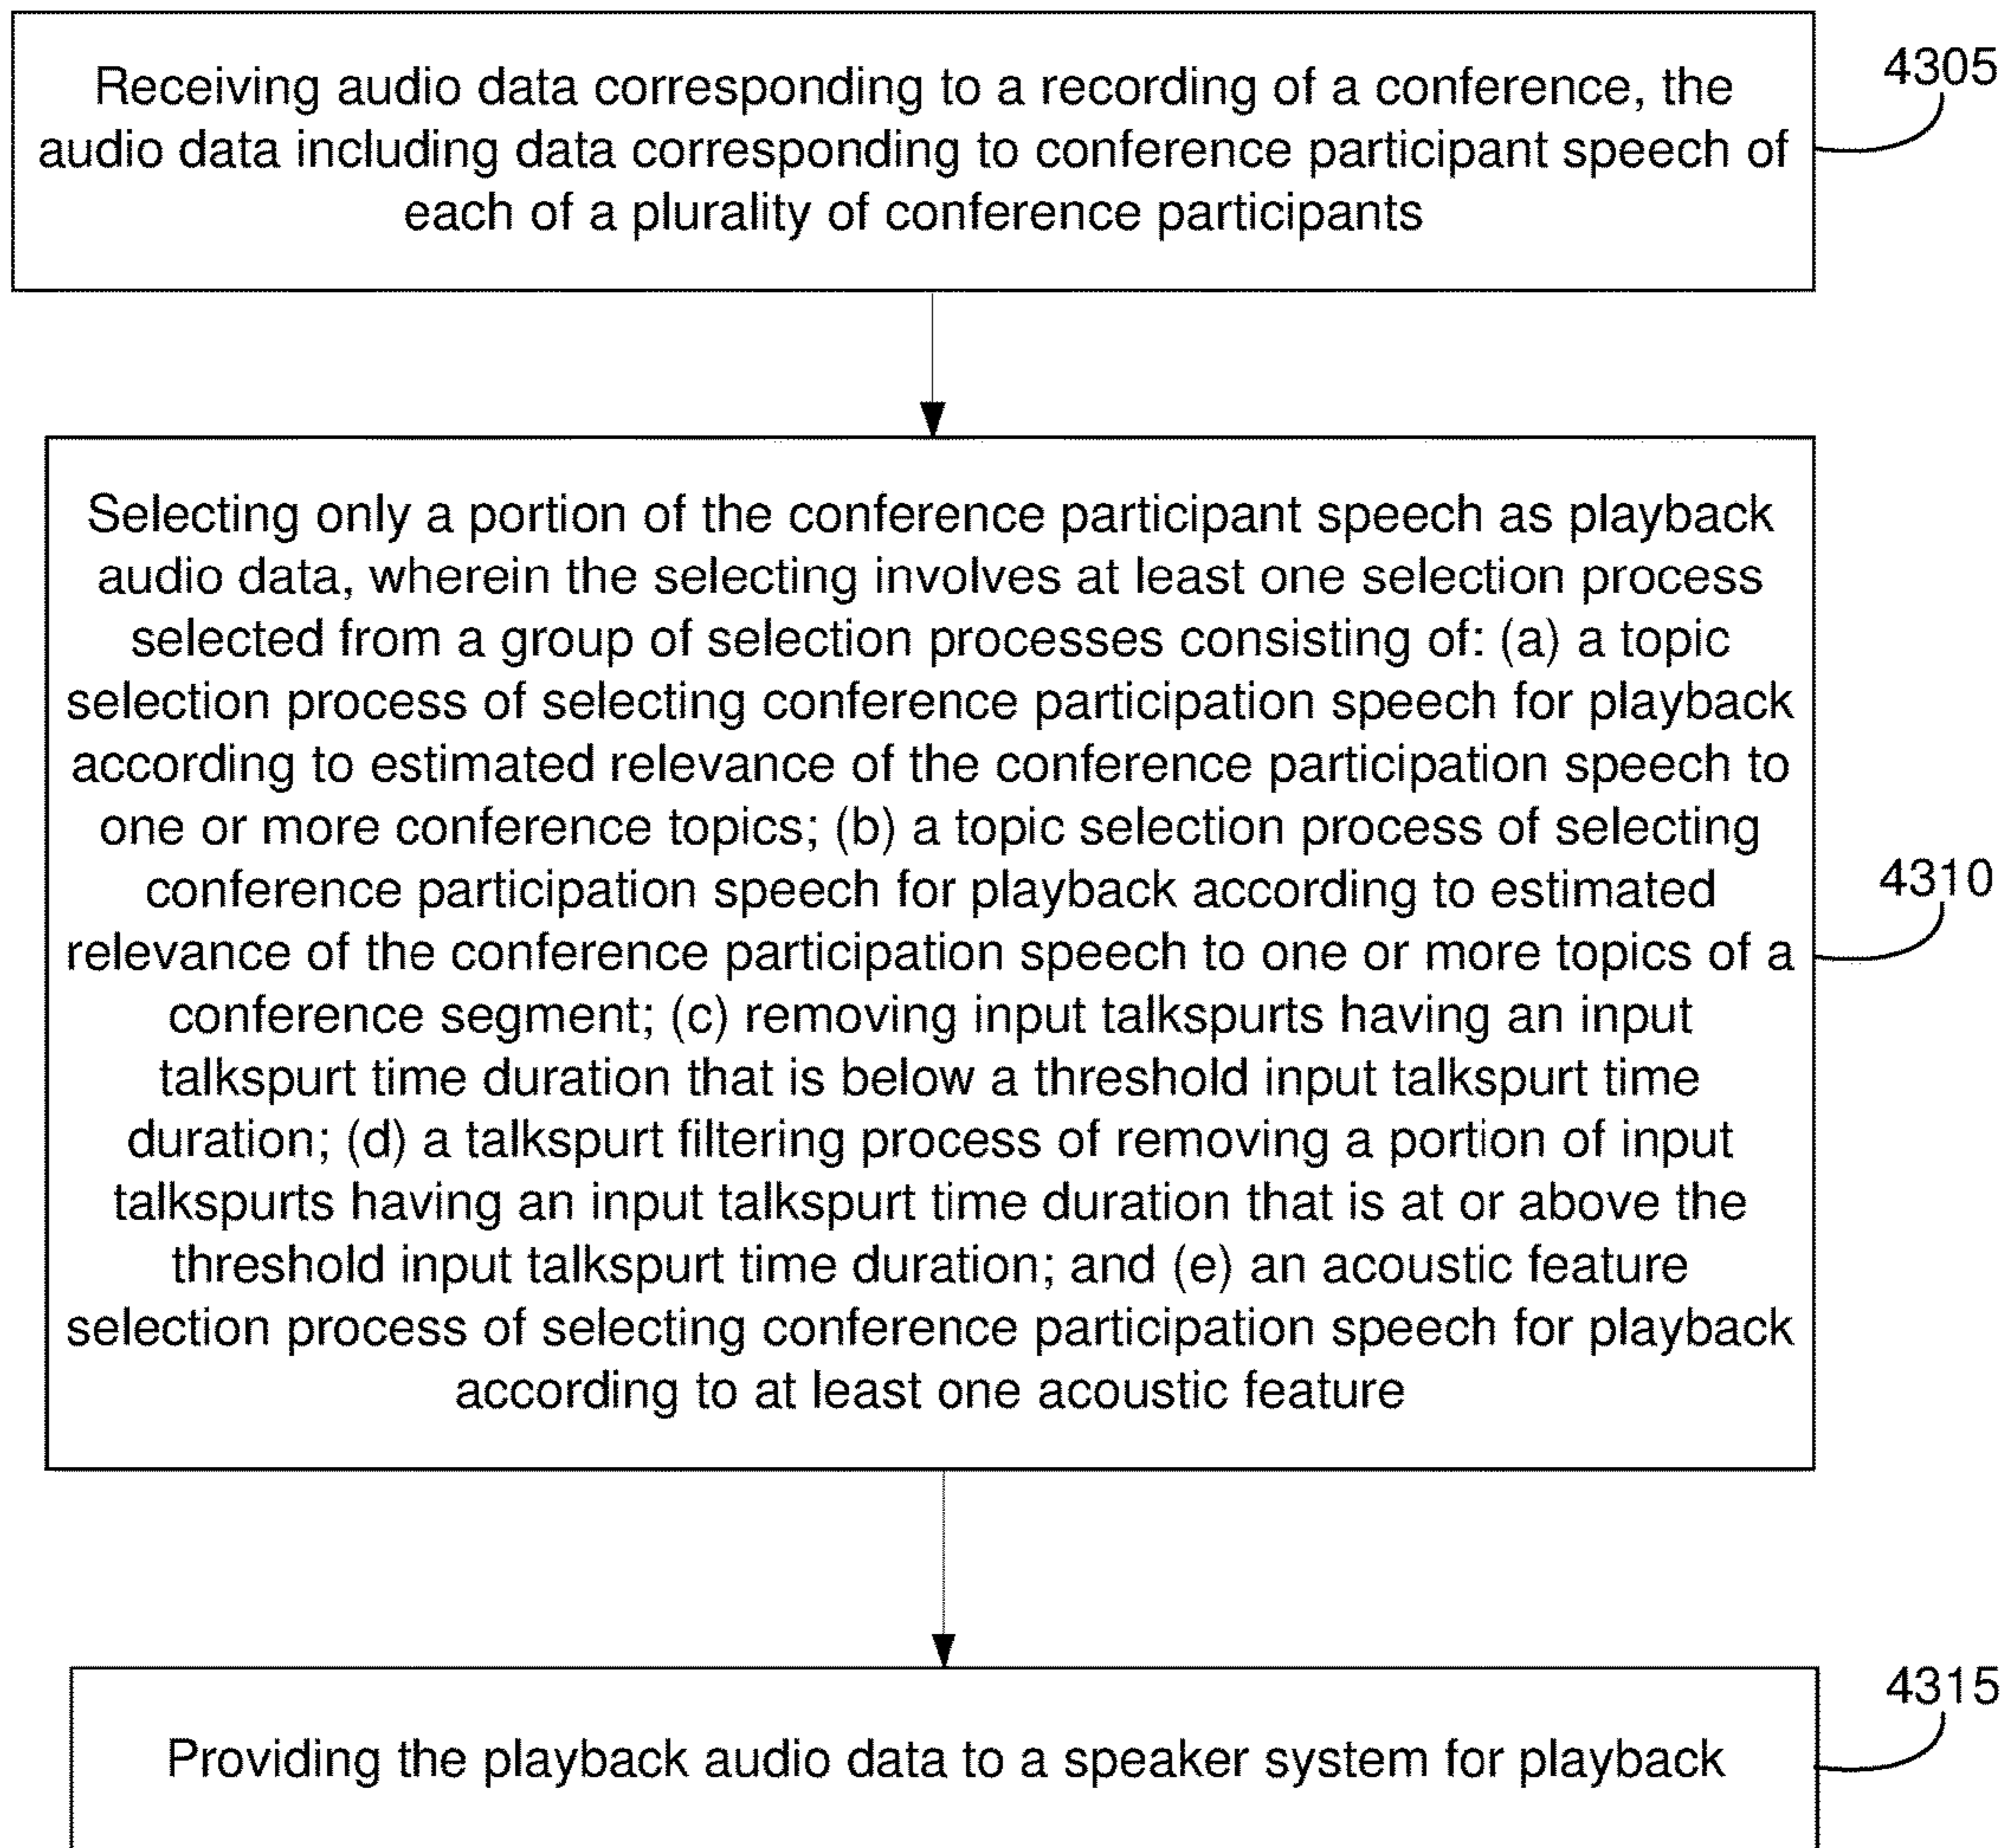 Receiving audio data corresponding to a recording of a conference, the
audio data including data corresponding to conference participant speech of
each of a plurality of conference participants
4305
Selecting only a portion of the conference participant speech as playback
audio data, wherein the selecting involves at least one selection process
selected from a group of selection processes consisting of: (a) a topic
selection process of selecting conference participation speech for playback
according to estimated relevance of the conference participation speech to
one or more conference topics; (b) a topic selection process of selecting
conference participation speech for playback according to estimated
relevance of the conference participation speech to one or more topics of a
conference segment; (c) removing input talkspurts having an input
talkspurt time duration that is below a threshold input talkspurt time
duration; (d) a talkspurt filtering process of removing a portion of input
talkspurts having an input talkspurt time duration that is at or above the
threshold input talkspurt time duration; and (e) an acoustic feature
selection process of selecting conference participation speech for playback
according to at least one acoustic feature
4310
Providing the playback audio data to a speaker system for playback
4315